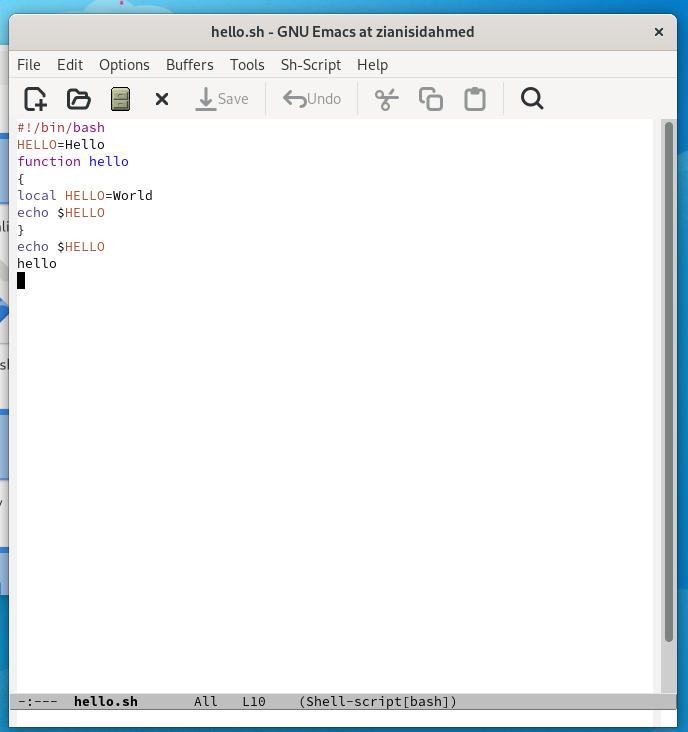 hello.sh - GNU Emacs at zianisidahmed
File Edit Options Buffers Tools Sh-Script Help
Save Undo
#!/bin/bash
HELLO=Hello
function hello
{
local HELLO=World
echo $HELLO
}
echo $HELLO
hello
-:--- hello.sh All L10 (Shell-script[bash])